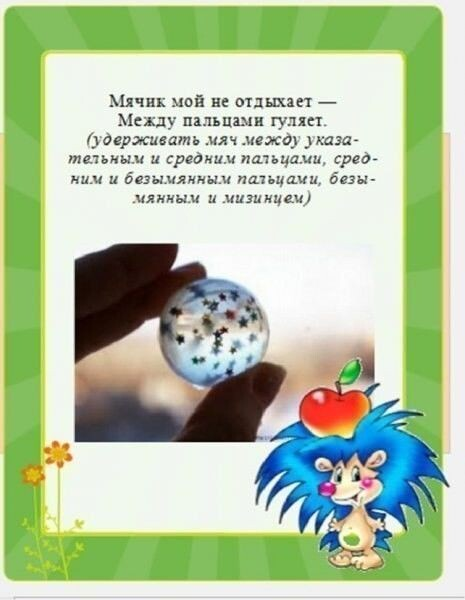 Мячик мой не отдыхает —
Между пальцами гуляет.
(удерживать мяч между указа-
тельным и средним пальцами, сред-
ним и безымянным пальцами, безы-
мянным и мизинцем)